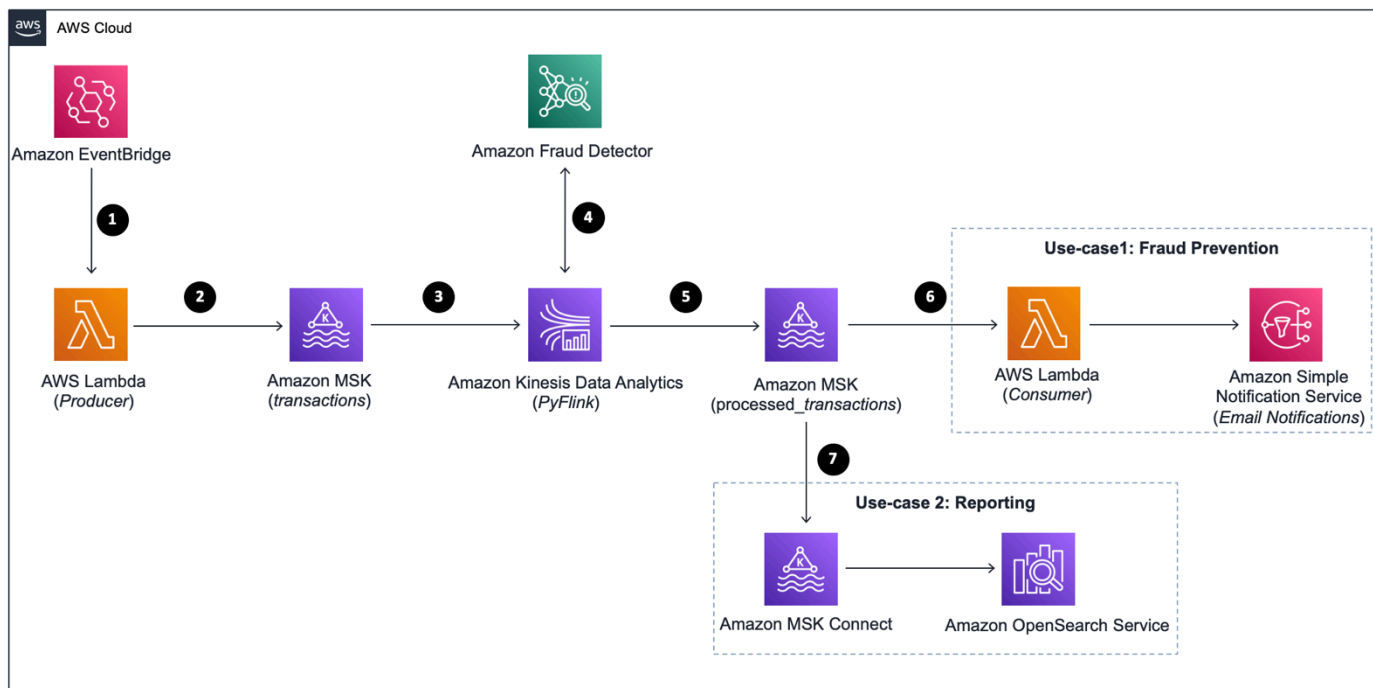 aws
AWS Cloud
Amazon EventBridge
Amazon Fraud Detector
1
4
Use-case1: Fraud Prevention
2
3
5
6
K
K
AWS Lambda
(Producer)
Amazon MSK
(transactions)
Amazon Kinesis Data Analytics
(PyFlink)
Amazon MSK
(processed_transactions)
AWS Lambda
(Consumer)
Amazon Simple
Notification Service
(Email Notifications)
7
Use-case 2: Reporting
K
Amazon MSK Connect
Amazon OpenSearch Service